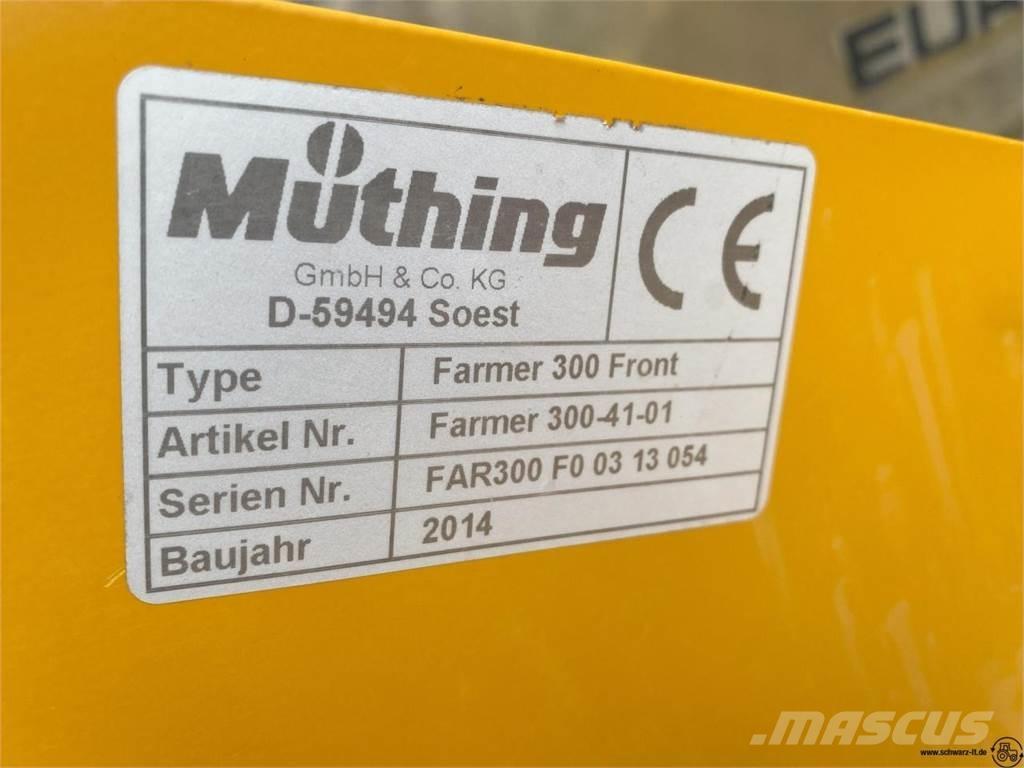 EUR
Müthing
GmbH & Co. KG
D-59494 Soest
CE
Type Farmer 300 Front
Artikel Nr. Farmer 300-41-01
Serien Nr. FAR300 F0 03 13 054
Baujahr 2014
MASCUS
www.schwarz-lt.de